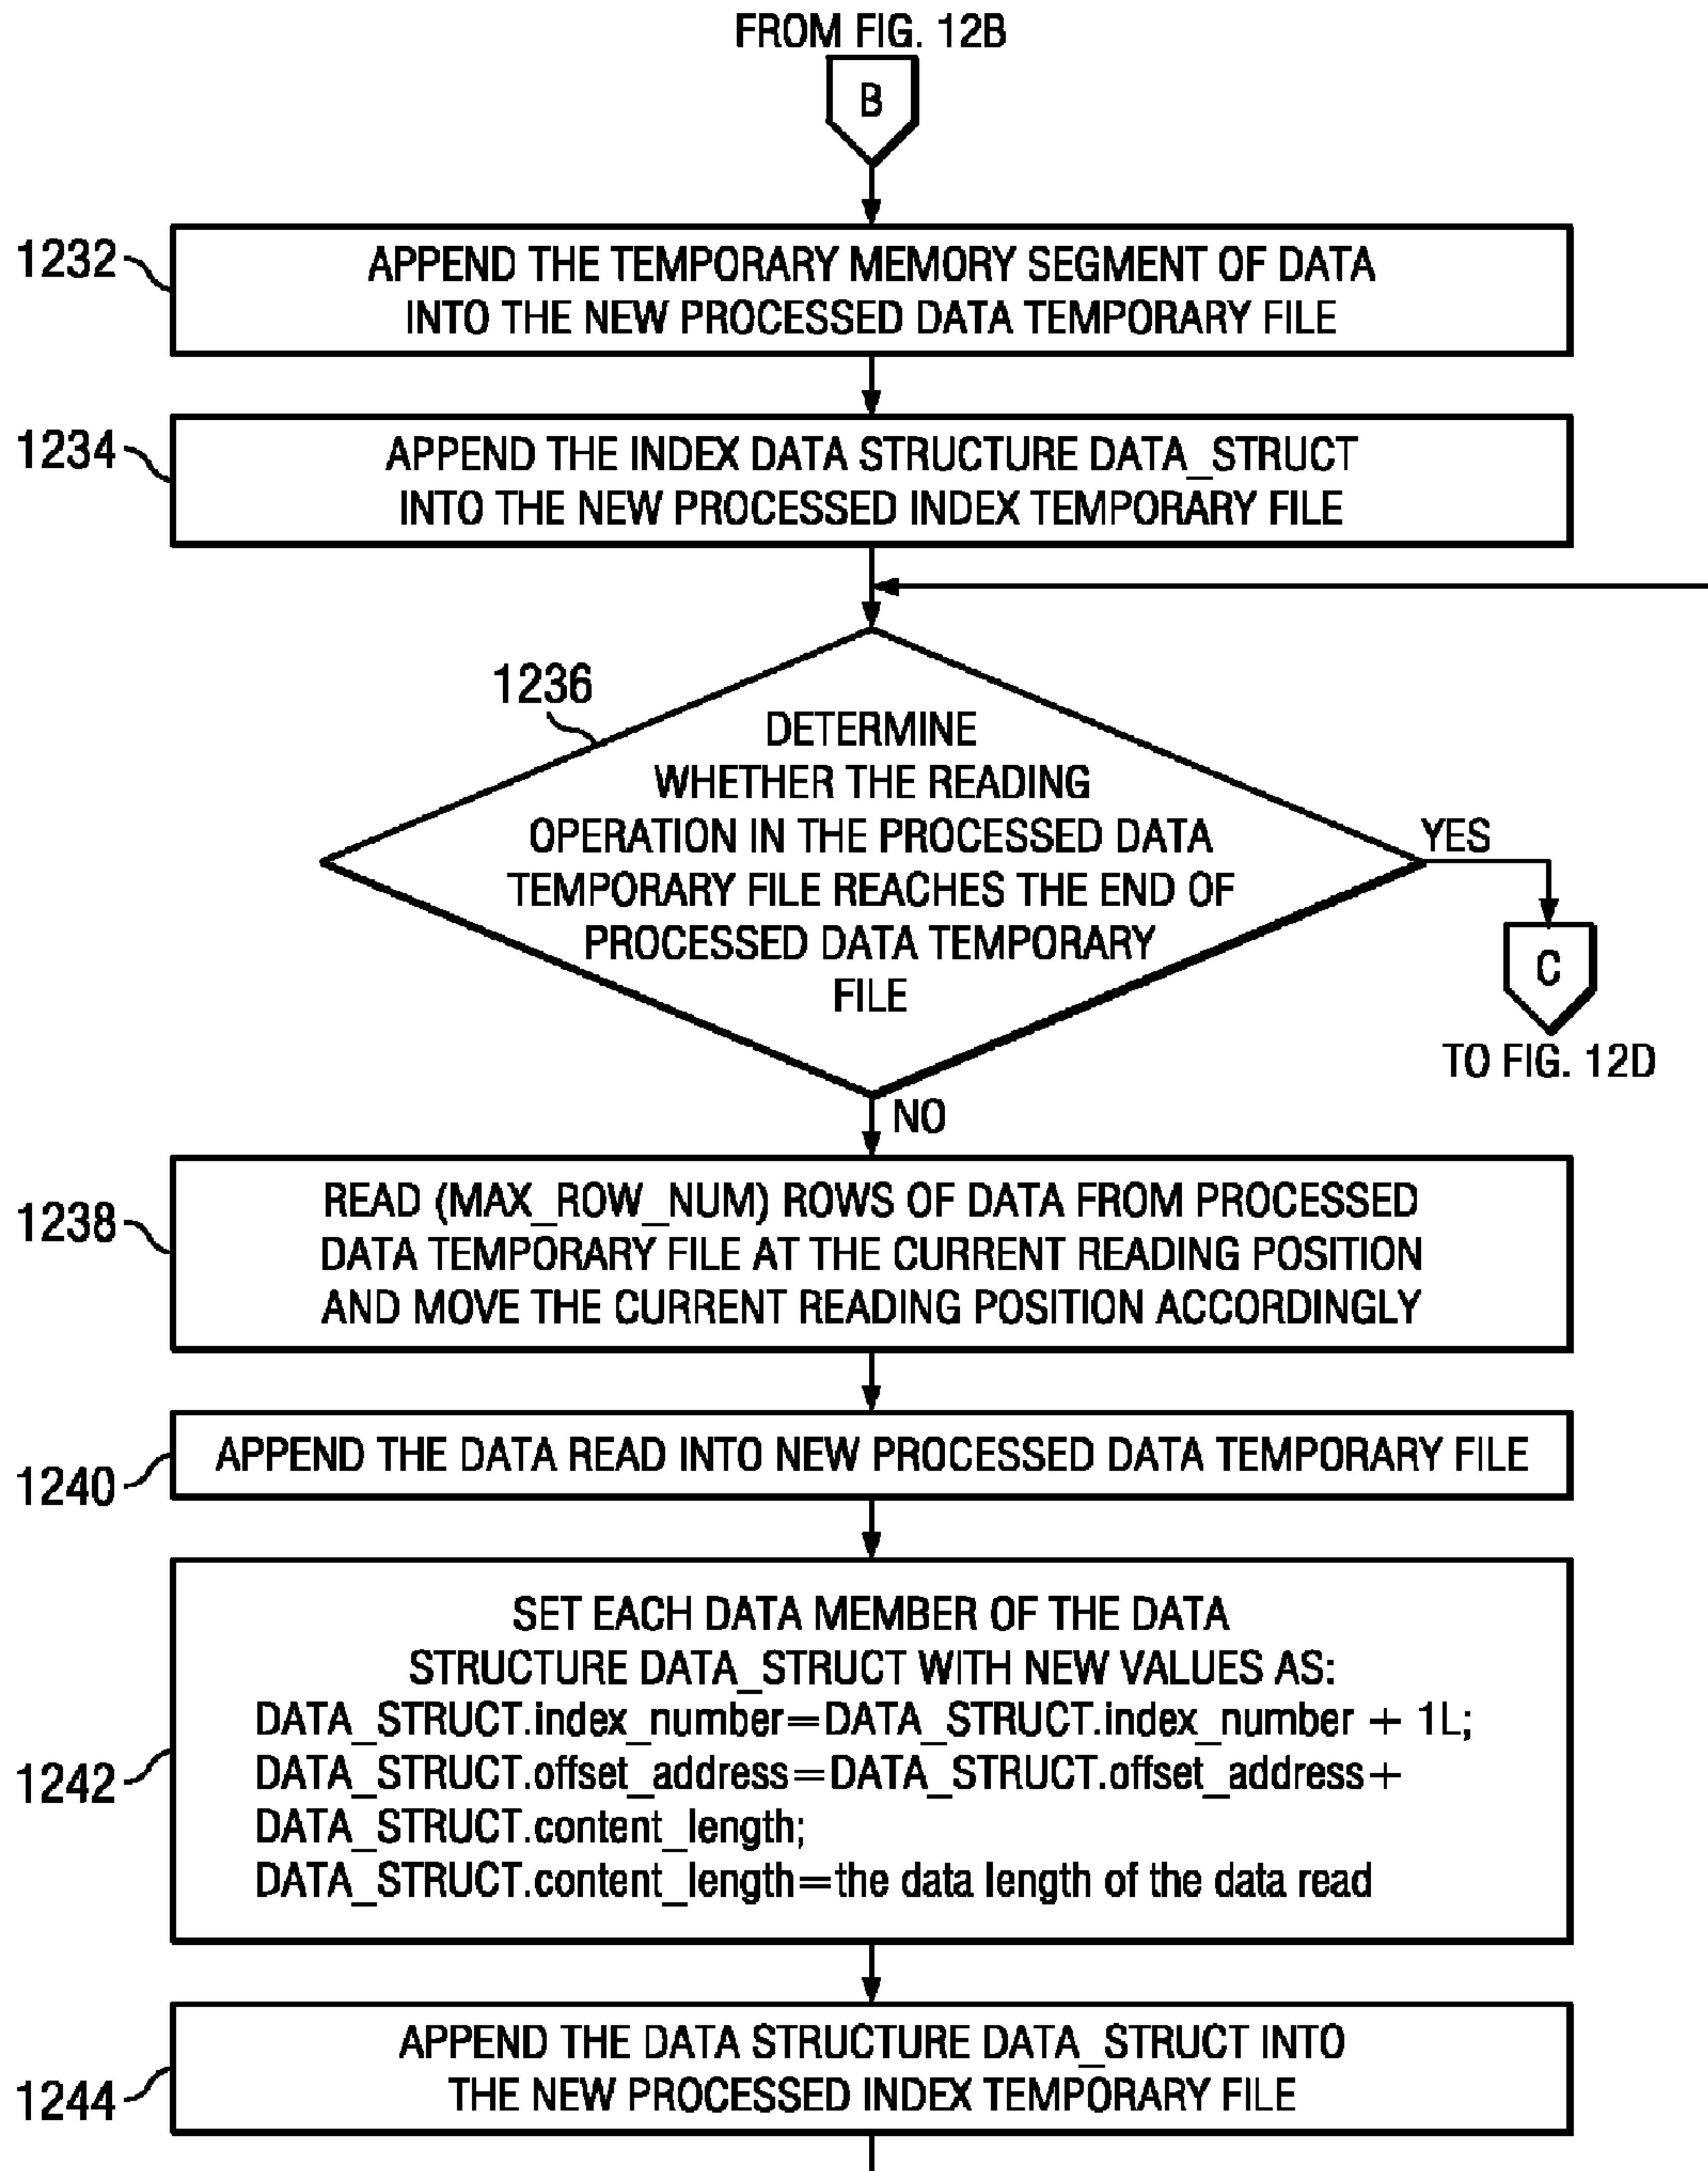 FROM FIG. 12B
B
1232
APPEND THE TEMPORARY MEMORY SEGMENT OF DATA
INTO THE NEW PROCESSED DATA TEMPORARY FILE
1234
APPEND THE INDEX DATA STRUCTURE DATA_STRUCT
INTO THE NEW PROCESSED INDEX TEMPORARY FILE
1236
DETERMINE
WHETHER THE READING
OPERATION IN THE PROCESSED DATA
TEMPORARY FILE REACHES THE END OF
PROCESSED DATA TEMPORARY
FILE
YES
C
TO FIG. 12D
NO
1238
READ (MAX_ROW_NUM) ROWS OF DATA FROM PROCESSED
DATA TEMPORARY FILE AT THE CURRENT READING POSITION
AND MOVE THE CURRENT READING POSITION ACCORDINGLY
1240
APPEND THE DATA READ INTO NEW PROCESSED DATA TEMPORARY FILE
1242
SET EACH DATA MEMBER OF THE DATA
STRUCTURE DATA_STRUCT WITH NEW VALUES AS:
DATA_STRUCT.index_number=DATA_STRUCT.index_number + 1L;
DATA_STRUCT.offset_address=DATA_STRUCT.offset_address+
DATA_STRUCT.content_length;
DATA_STRUCT.content_length=the data length of the data read
1244
APPEND THE DATA STRUCTURE DATA_STRUCT INTO
THE NEW PROCESSED INDEX TEMPORARY FILE